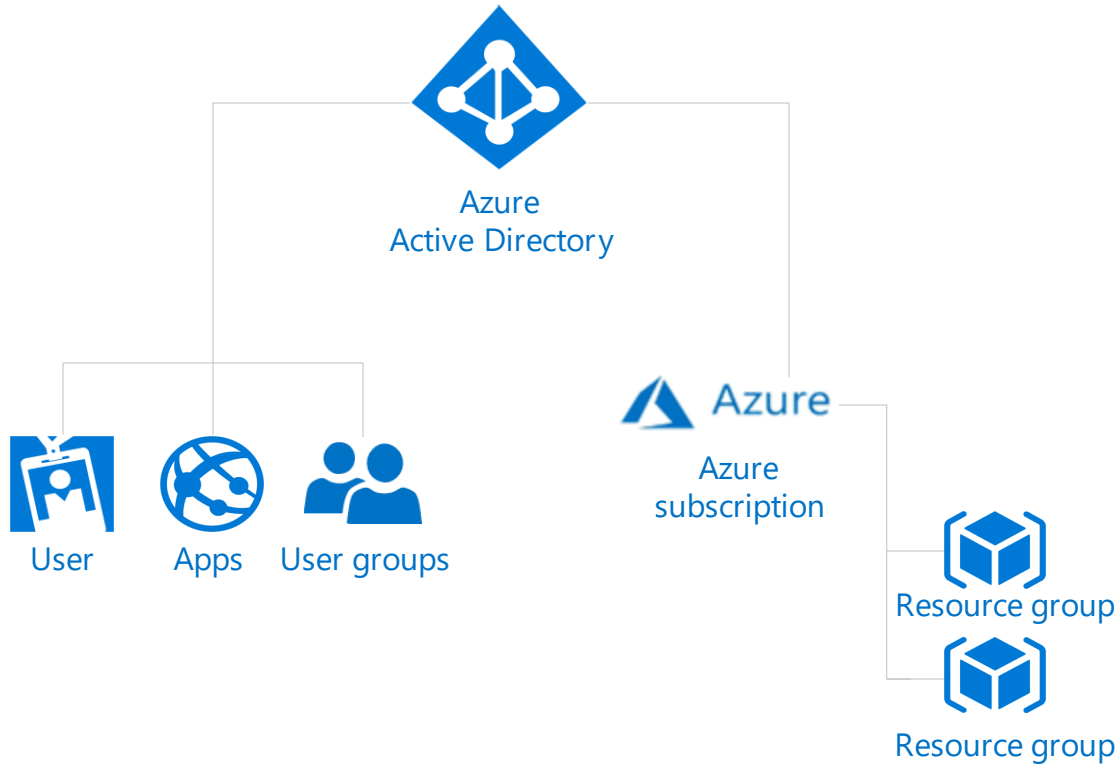 Azure
Active Directory
Azure
Azure
subscription
User
Apps
User groups
Resource group
Resource group